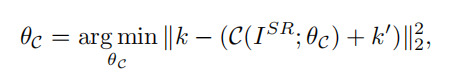 θ_C = arg min_{θ_C} ‖k − (C(I^{SR}; θ_C) + k′)‖_2^2,